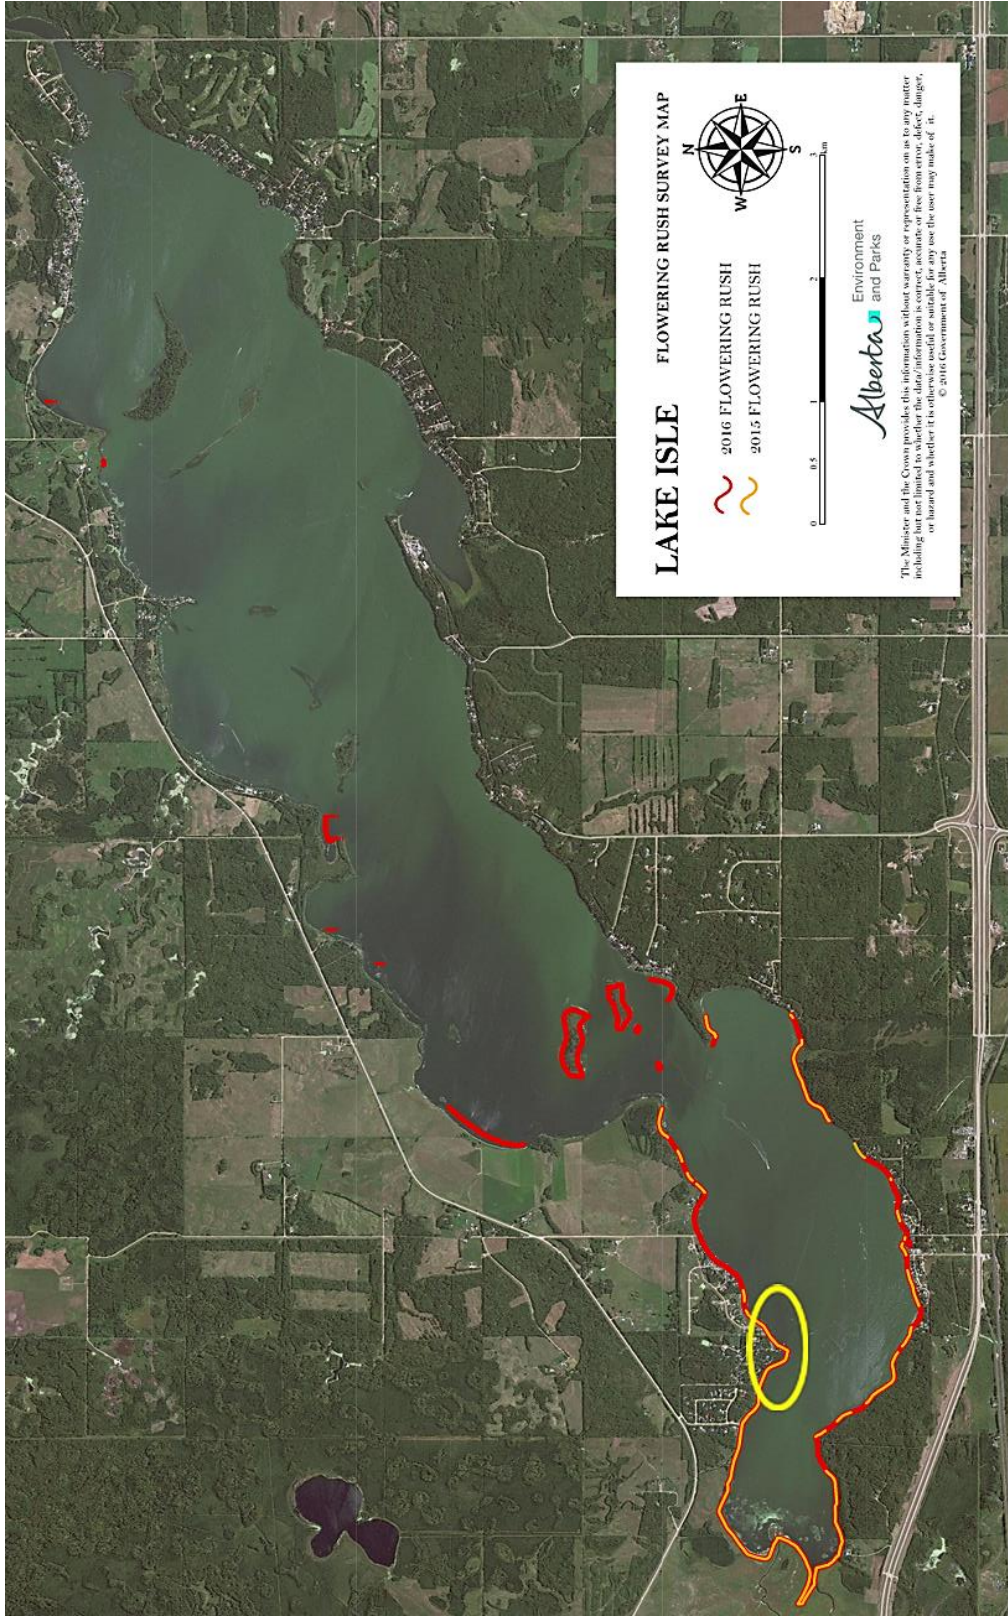 LAKE ISLE
FLOWERING RUSH SURVEY MAP
2016 FLOWERING RUSH
2015 FLOWERING RUSH
N
W
E
S
0
0.5
1
2
3
km
Alberta
Environment
and Parks
The Minister and the Crown provides this information without warranty or representation on as to any matter
including but not limited to whether the data/information is correct, accurate or free from error, defect, danger,
or hazard and whether it is otherwise useful or suitable for any use the user may make of it.
© 2016 Government of Alberta